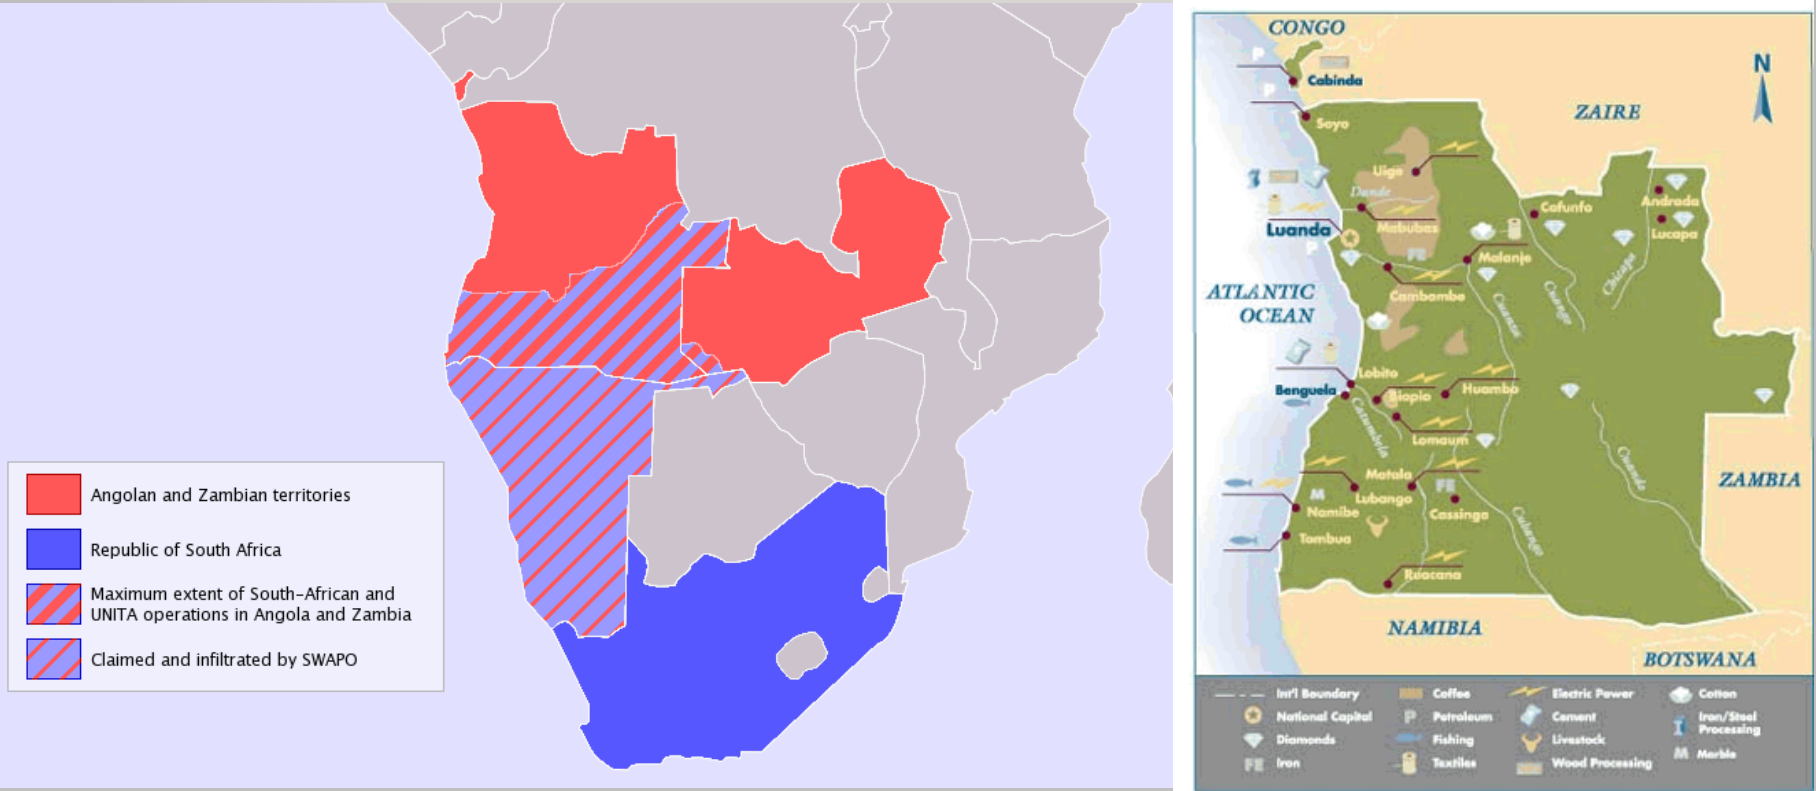 Angolan and Zambian territories
Republic of South Africa
Maximum extent of South-African and
UNITA operations in Angola and Zambia
Claimed and infiltrated by SWAPO
CONGO
N
P
Cabinda
ZAIRE
P
Soyo
Uige
Dande
Andrada
Cafunfo
Lucapa
Luanda
Mabubas
P
FE
Malanje
Chicapa
ATLANTIC
OCEAN
Cambambe
Cuanza
Cuango
Lobito
Benguela
Biopio
Huambo
Catumbela
Lomaum
Cuando
Matala
ZAMBIA
M
Lubango
FE
Namibe
Cassinga
Cubango
Tombua
Ruacana
NAMIBIA
BOTSWANA
Int'l Boundary
Coffee
Electric Power
Cotton
National Capital
P
Petroleum
Cement
Iron/Steel
Processing
Diamonds
Fishing
Livestock
M
Marble
FE
Iron
Textiles
Wood Processing